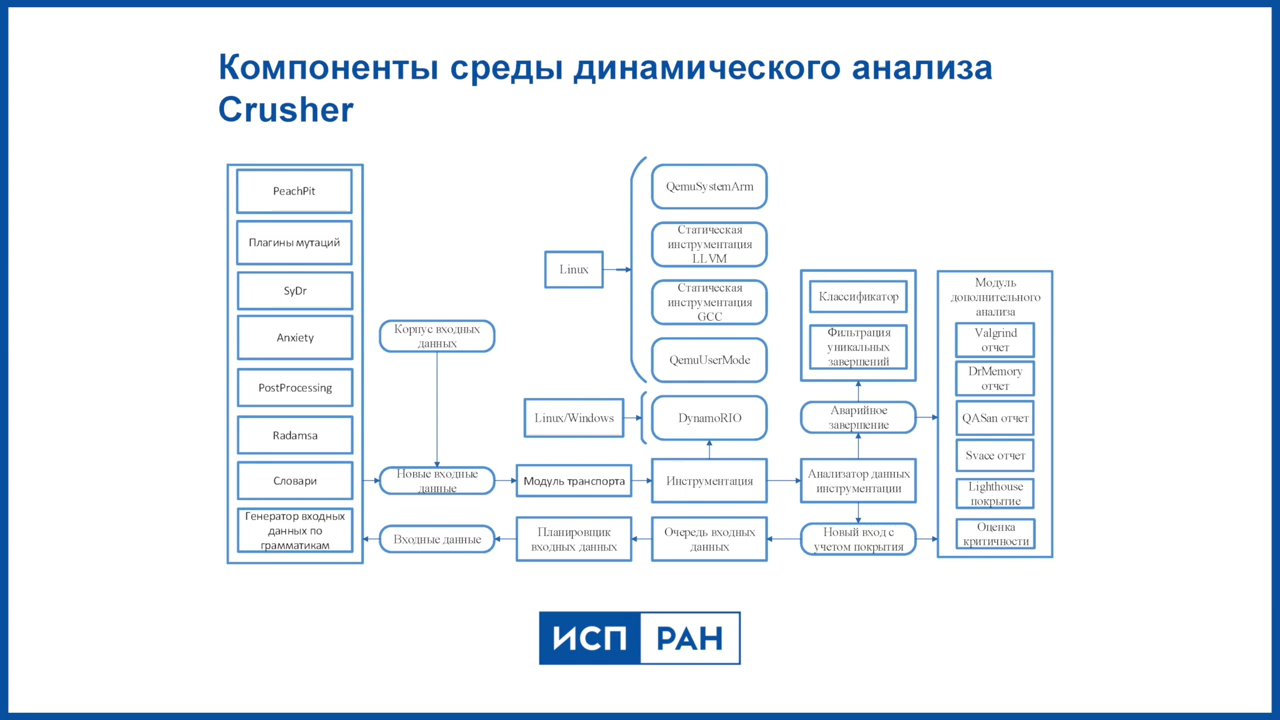 Компоненты среды динамического анализа
Crusher
PeachPit
Плагины мутаций
SyDr
Anxiety
PostProcessing
Radamsa
Словари
Генератор входных
данных по
грамматикам
Корпус входных
данных
Новые входные
данные
Входные данные
Linux
Linux/Windows
QemuSystemArm
Статическая
инструментация
LLVM
Статическая
инструментация
GCC
QemuUserMode
DynamoRIO
Модуль транспорта
Инструментация
Планировщик
входных данных
Очередь входных
данных
Классификатор
Фильтрация
уникальных
завершений
Аварийное
завершение
Анализатор данных
инструментации
Новый вход с
учетом покрытия
Модуль
дополнительного
анализа
Valgrind
отчет
DrMemory
отчет
QASan отчет
Svace отчет
Lighthouse
покрытие
Оценка
критичности
ИСП РАН